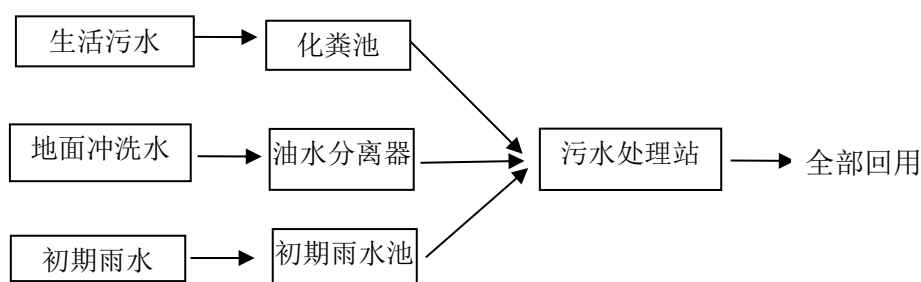 生活污水
化粪池
地面冲洗水
油水分离器
污水处理站
全部回用
初期雨水
初期雨水池